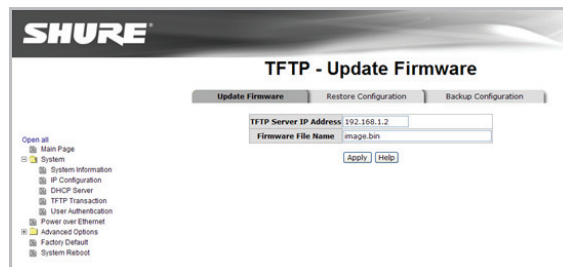 SHURE
TFTP - Update Firmware
Update Firmware Restore Configuration Backup Configuration
TFTP Server IP Address 192.168.1.2
Firmware File Name image.bin
Apply Help
Open all
Main Page
System
System Information
IP Configuration
DHCP Server
TFTP Transaction
User Authentication
Power over Ethernet
Advanced Options
Factory Default
System Reboot